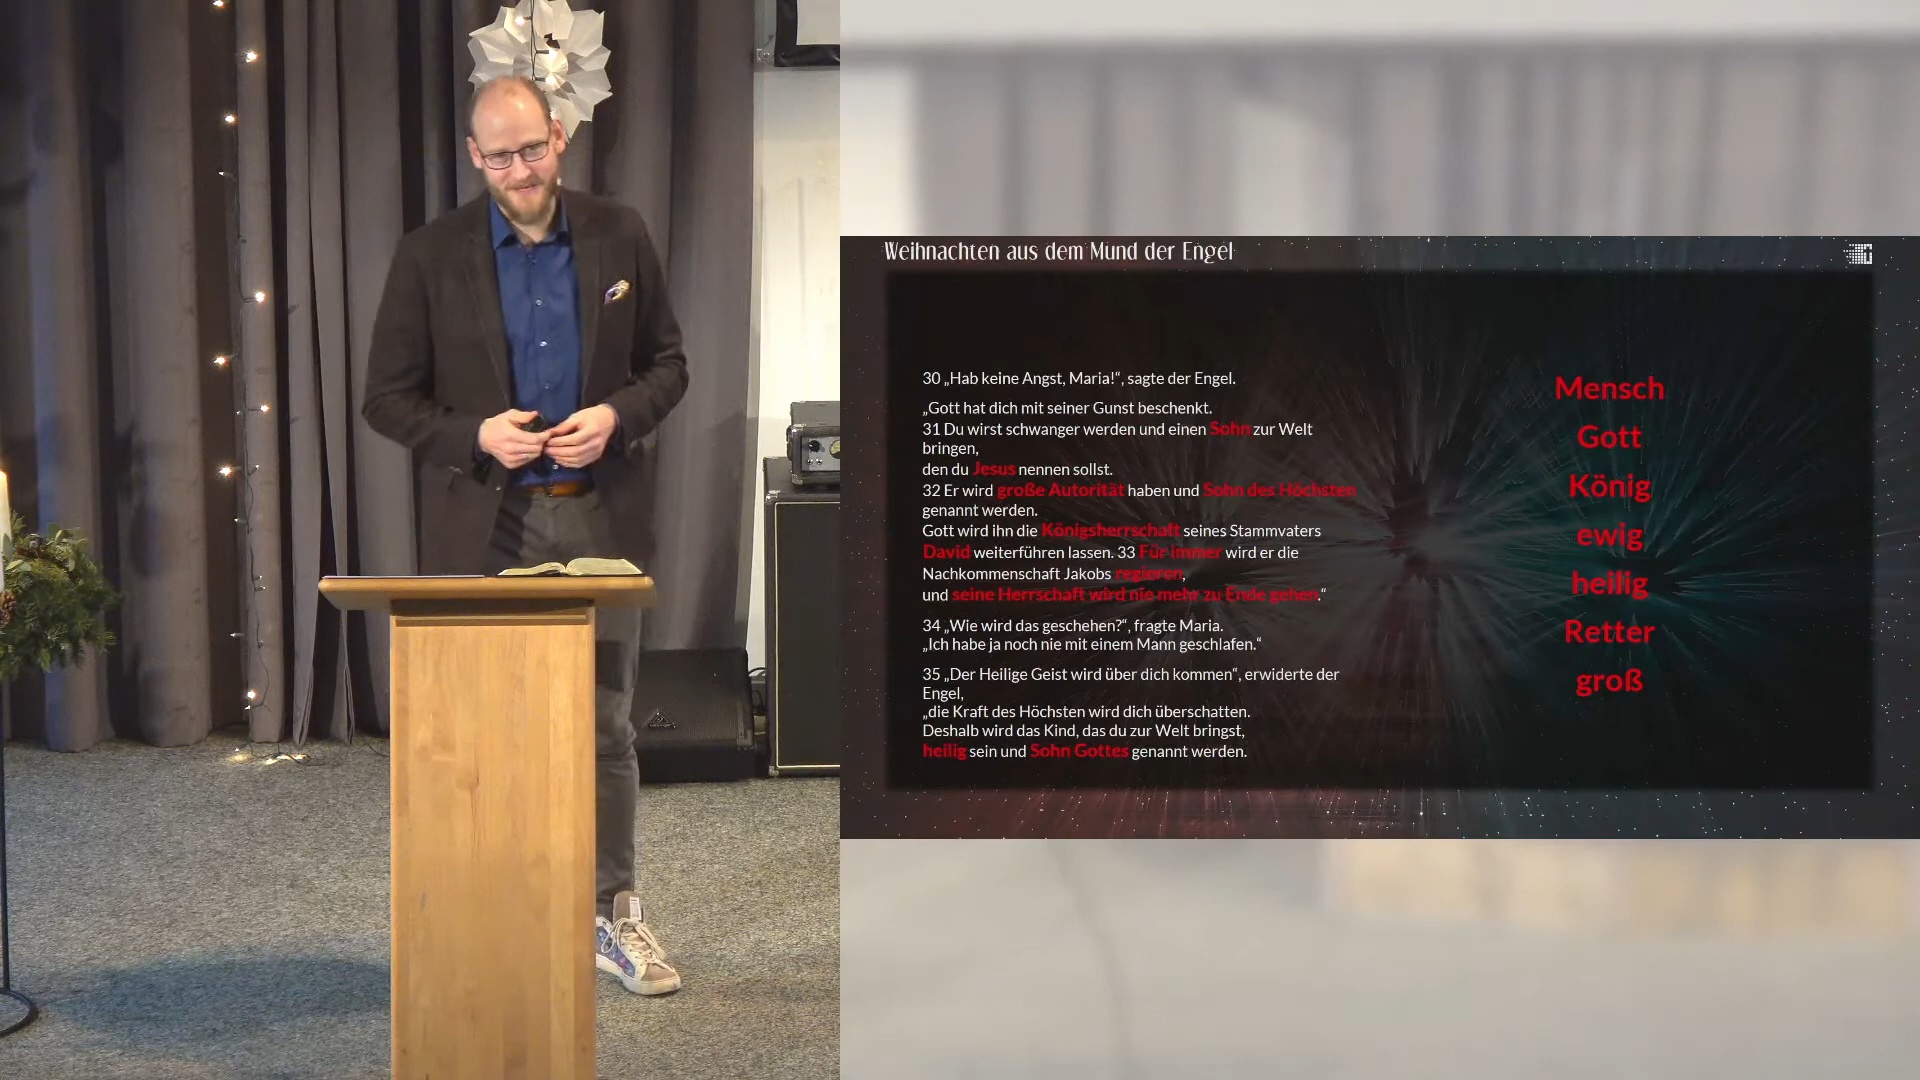 Weihnachten aus dem Mund der Engel
30 „Hab keine Angst, Maria!“, sagte der Engel.
„Gott hat dich mit seiner Gunst beschenkt.
31 Du wirst schwanger werden und einen Sohn zur Welt
bringen,
den du Jesus nennen sollst.
32 Er wird große Autorität haben und Sohn des Höchsten
genannt werden.
Gott wird ihn die Königsherrschaft seines Stammvaters
David weiterführen lassen. 33 Für immer wird er die
Nachkommenschaft Jakobs regieren,
und seine Herrschaft wird nie mehr zu Ende gehen.“
34 „Wie wird das geschehen?“, fragte Maria.
„Ich habe ja noch nie mit einem Mann geschlafen.“
35 „Der Heilige Geist wird über dich kommen“, erwiderte der
Engel,
„die Kraft des Höchsten wird dich überschatten.
Deshalb wird das Kind, das du zur Welt bringst,
heilig sein und Sohn Gottes genannt werden.
Mensch
Gott
König
ewig
heilig
Retter
groß